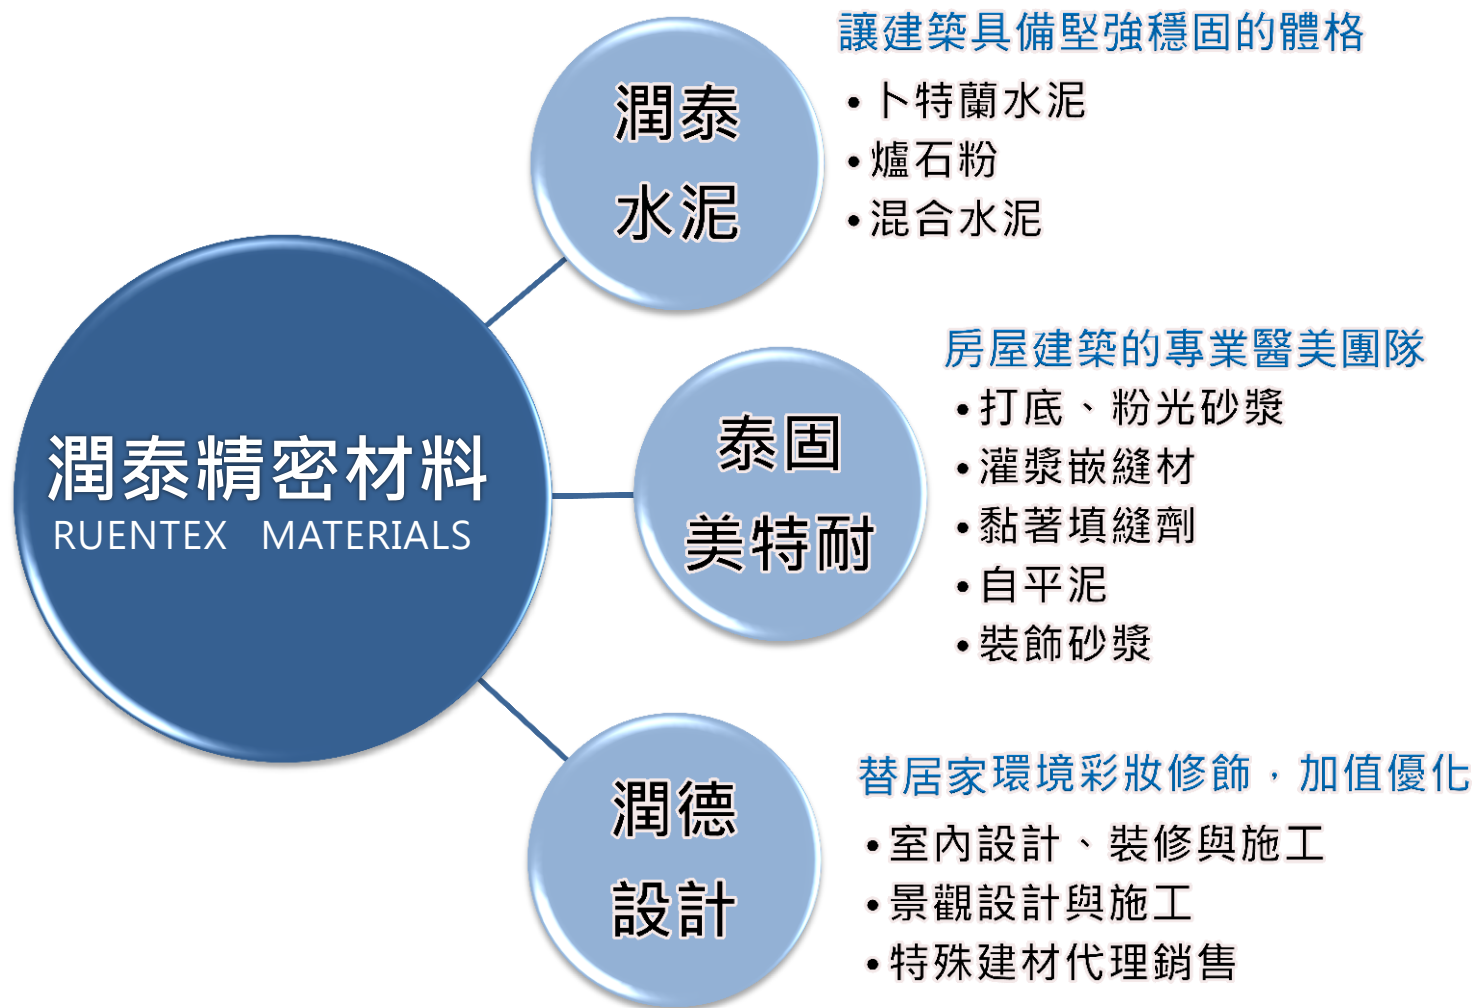 潤泰精密材料
RUENTEX MATERIALS
潤泰
水泥
讓建築具備堅強穩固的體格
•卜特蘭水泥
•爐石粉
•混合水泥
泰固
美特耐
房屋建築的專業醫美團隊
•打底、粉光砂漿
•灌漿嵌縫材
•黏著填縫劑
•自平泥
•裝飾砂漿
潤德
設計
替居家環境彩妝修飾，加值優化
•室內設計、裝修與施工
•景觀設計與施工
•特殊建材代理銷售